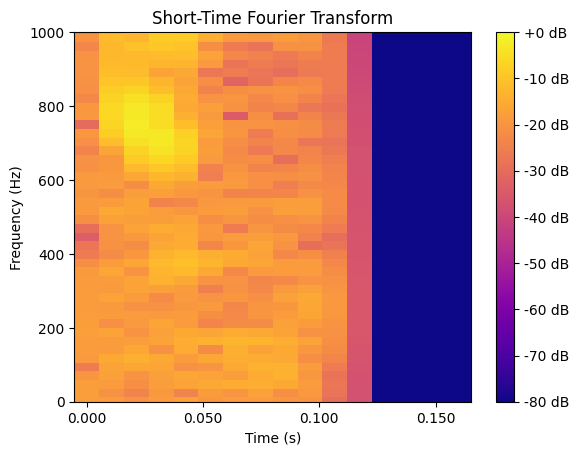 Short-Time Fourier Transform
1000
800
600
400
200
0
Frequency (Hz)
0.000
0.050
0.100
0.150
Time (s)
+0 dB
-10 dB
-20 dB
-30 dB
-40 dB
-50 dB
-60 dB
-70 dB
-80 dB